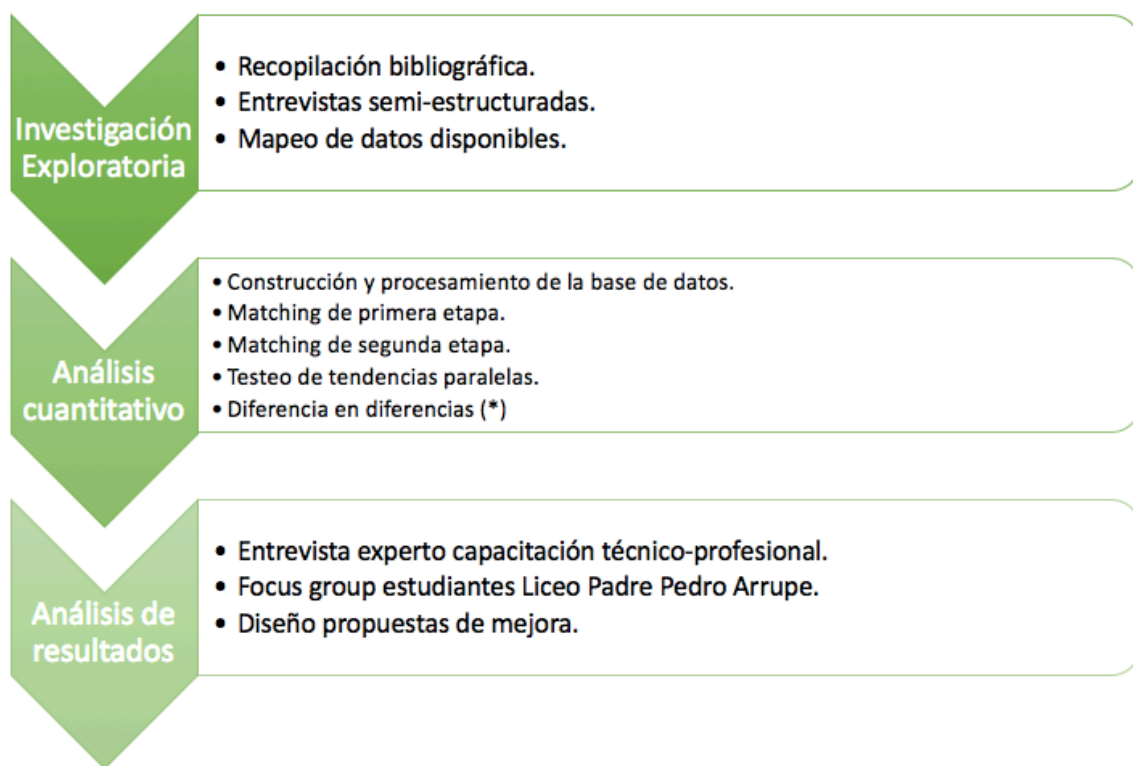 Investigación
Exploratoria
• Recopilación bibliográfica.
• Entrevistas semi-estructuradas.
• Mapeo de datos disponibles.
Análisis
cuantitativo
• Construcción y procesamiento de la base de datos.
• Matching de primera etapa.
• Matching de segunda etapa.
• Testeo de tendencias paralelas.
• Diferencia en diferencias (*)
Análisis de
resultados
• Entrevista experto capacitación técnico-profesional.
• Focus group estudiantes Liceo Padre Pedro Arrupe.
• Diseño propuestas de mejora.